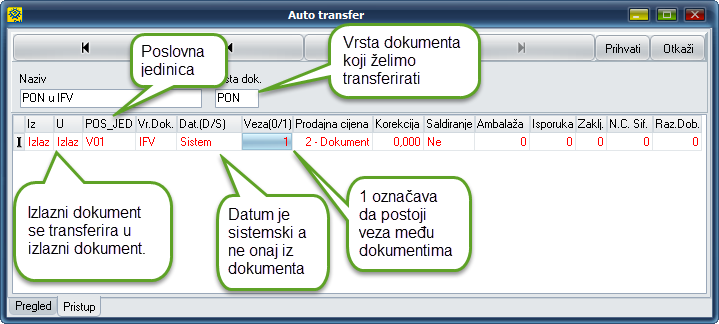 Auto transfer
Prihvati
Otkaži
Poslovna
jedinica
Vrsta dokumenta
koji želimo
transferirati
Naziv
sta dok.
PON u IFV
PON
Iz U POS_JED Vr.Dok. Dat.(D/S) Veza(0/1) Prodajna cijena Korekcija Saldiranje Ambalaža Isporuka Zaklj. N.C. Sif. Raz.Dob.
Izlaz Izlaz V01 IFV Sistem 1 2 - Dokument 0,000 Ne 0 0 0 0 0
Izlazni dokument
se transferira u
izlazni dokument.
Datum je
sistemski a
ne onaj iz
dokumenta
1 označava
da postoji
veza među
dokumentima
Pregled Pristup